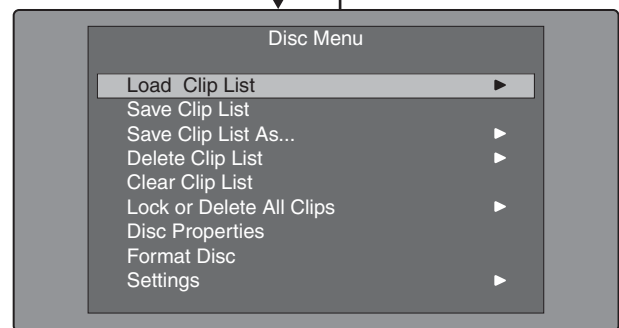 Disc Menu
Load Clip List
Save Clip List
Save Clip List As...
Delete Clip List
Clear Clip List
Lock or Delete All Clips
Disc Properties
Format Disc
Settings